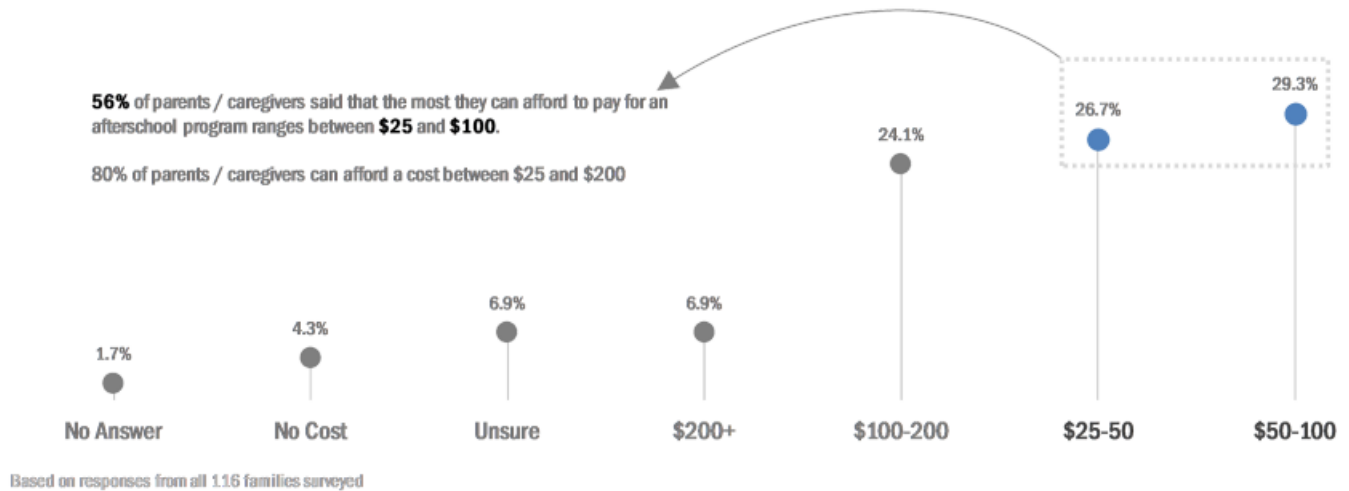 56% of parents / caregivers said that the most they can afford to pay for an
afterschool program ranges between $25 and $100.
80% of parents / caregivers can afford a cost between $25 and $200
1.7%
4.3%
6.9%
6.9%
24.1%
26.7%
29.3%
No Answer
No Cost
Unsure
$200+
$100-200
$25-50
$50-100
Based on responses from all 116 families surveyed